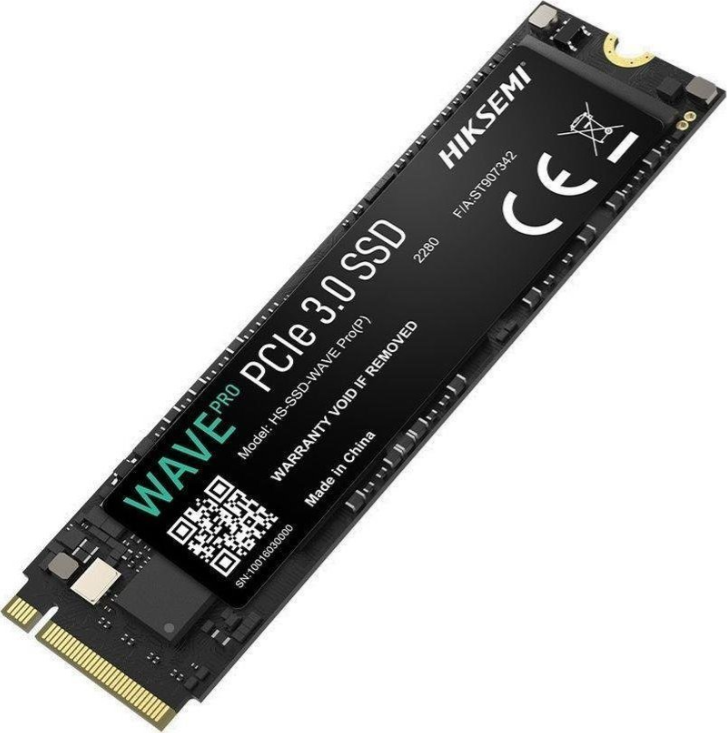 HIKSEMI
F/A:ST907342
2280
WAVE PRO PCIe 3.0 SSD
Model: HS-SSD-WAVE Pro(P)
WARRANTY VOID IF REMOVED
Made in China
SN:10016030000